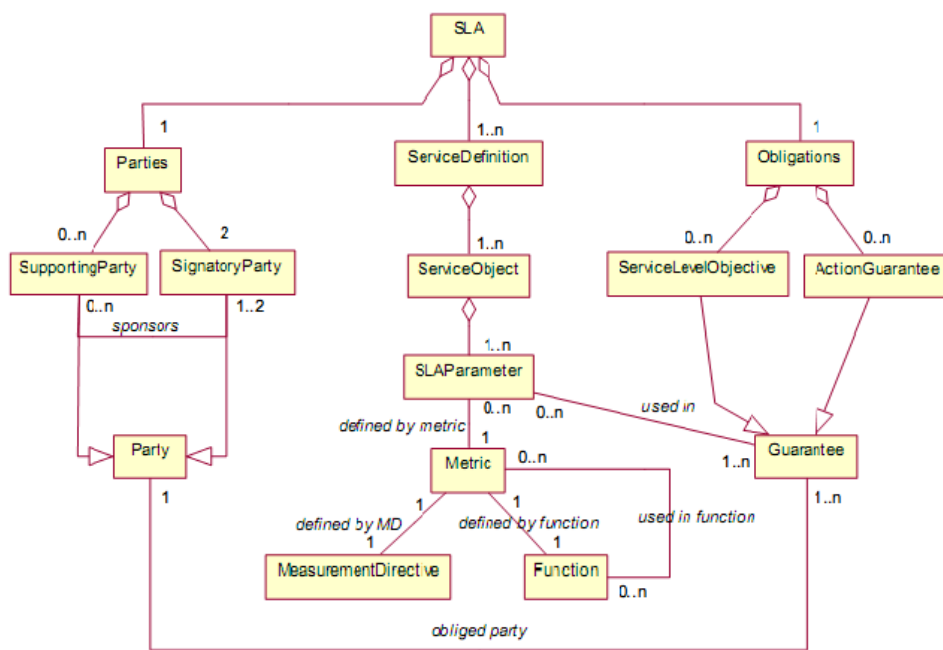 SLA
1
1..n
1
Parties
ServiceDefinition
Obligations
0..n
2
1..n
0..n
0..n
SupportingParty
SignatoryParty
ServiceObject
ServiceLevelObjective
ActionGuarantee
0..n
1..2
sponsors
1..n
SLAParameter
0..n
0..n
used in
defined by metric
1
Party
Metric
0..n
Guarantee
1..n
1
1..n
1
1
defined by MD
defined by function
used in function
1
1
MeasurementDirective
Function
0..n
obliged party